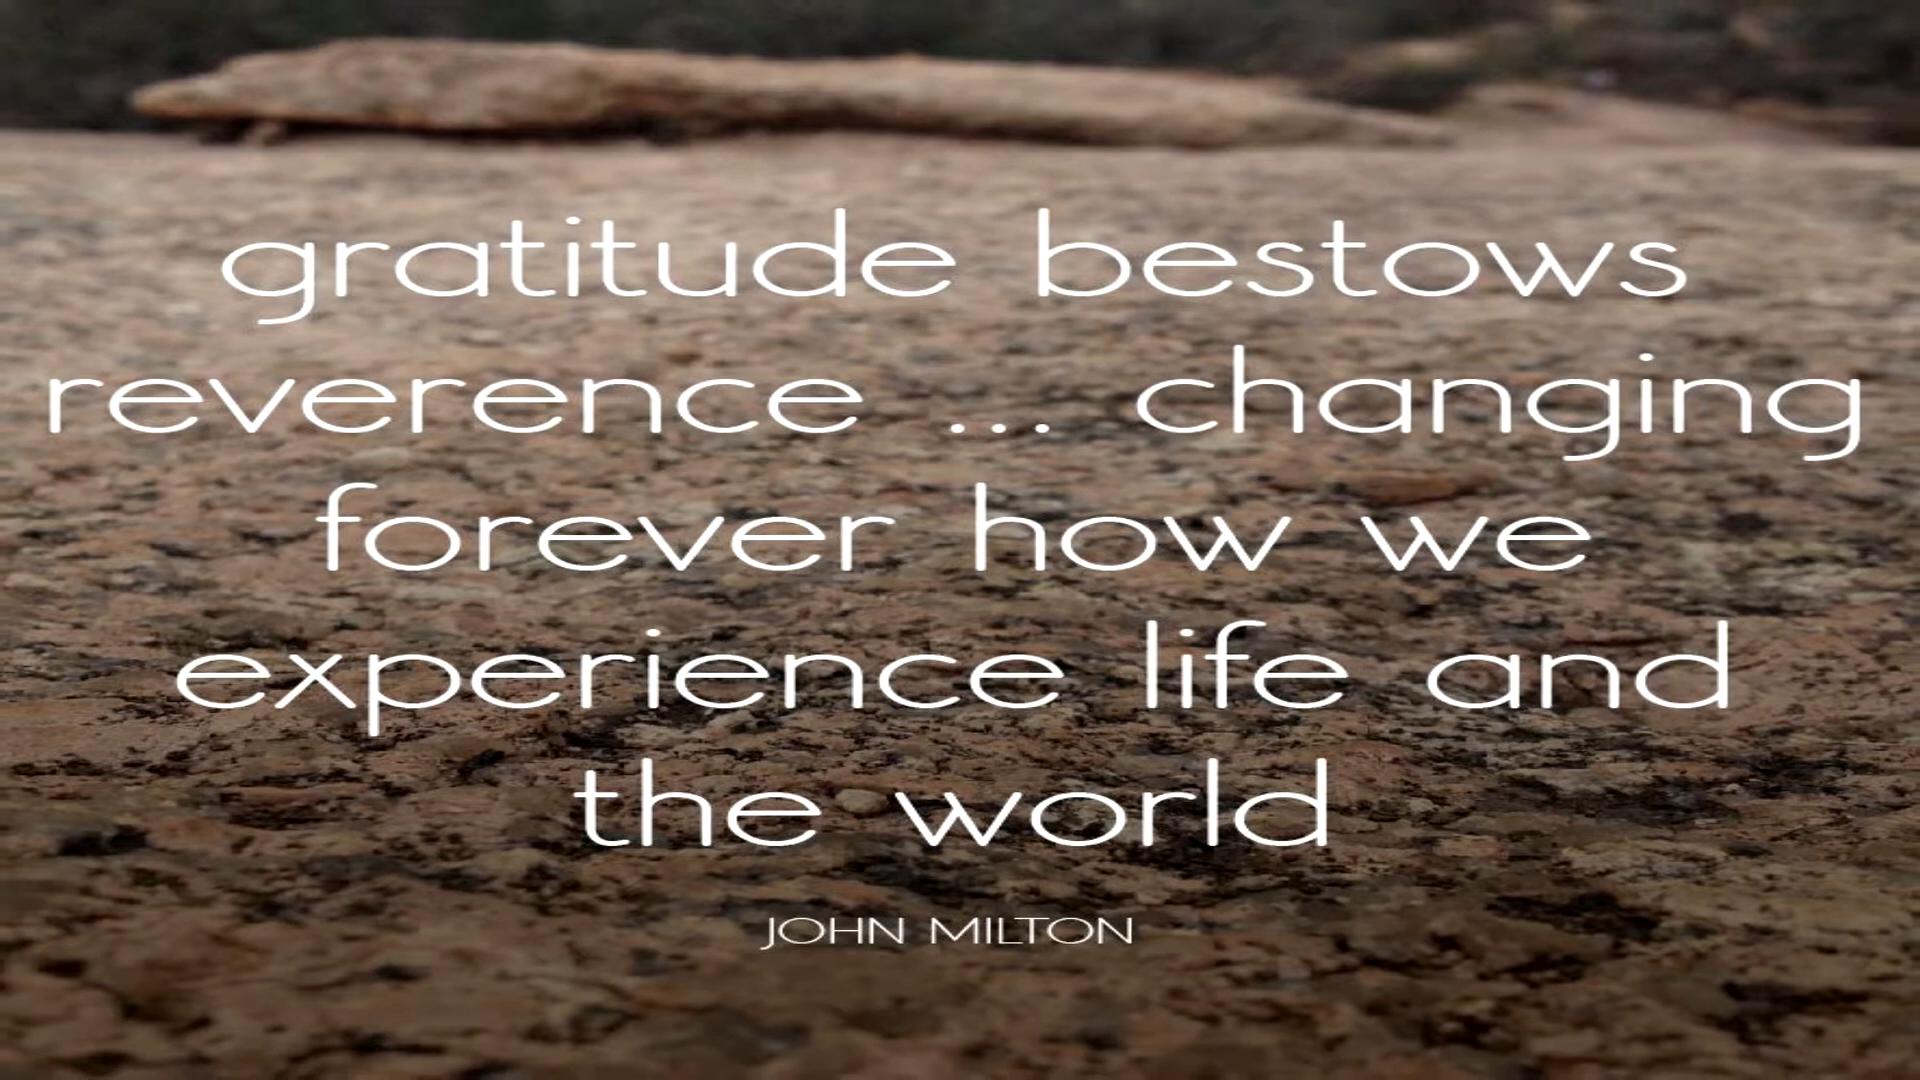 gratitude bestows
reverence ... changing
forever how we
experience life and
the world
JOHN MILTON